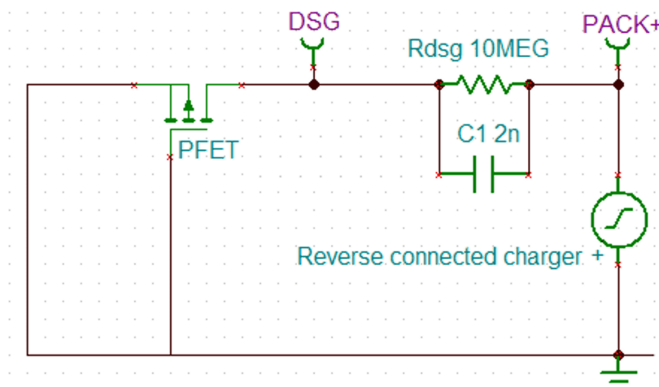 DSG
PACK+
Rdsg 10MEG
C1 2n
PFET
Reverse connected charger +